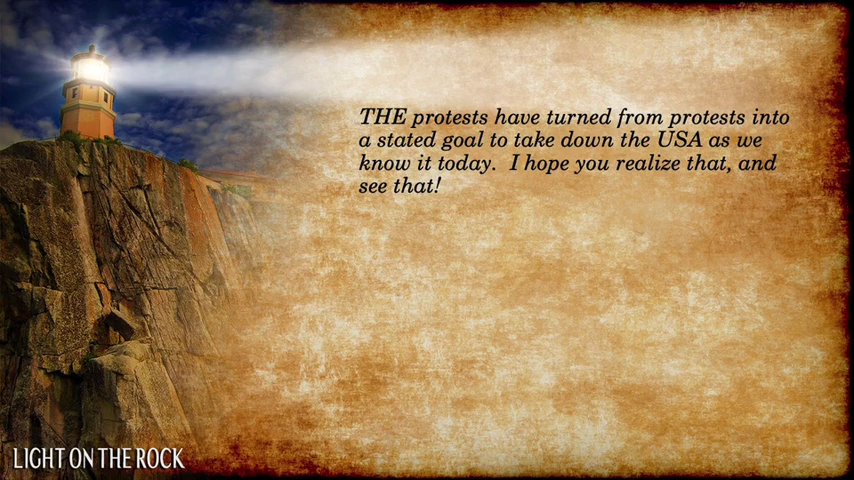 THE protests have turned from protests into
a stated goal to take down the USA as we
know it today.  I hope you realize that, and
see that!
LIGHT ON THE ROCK